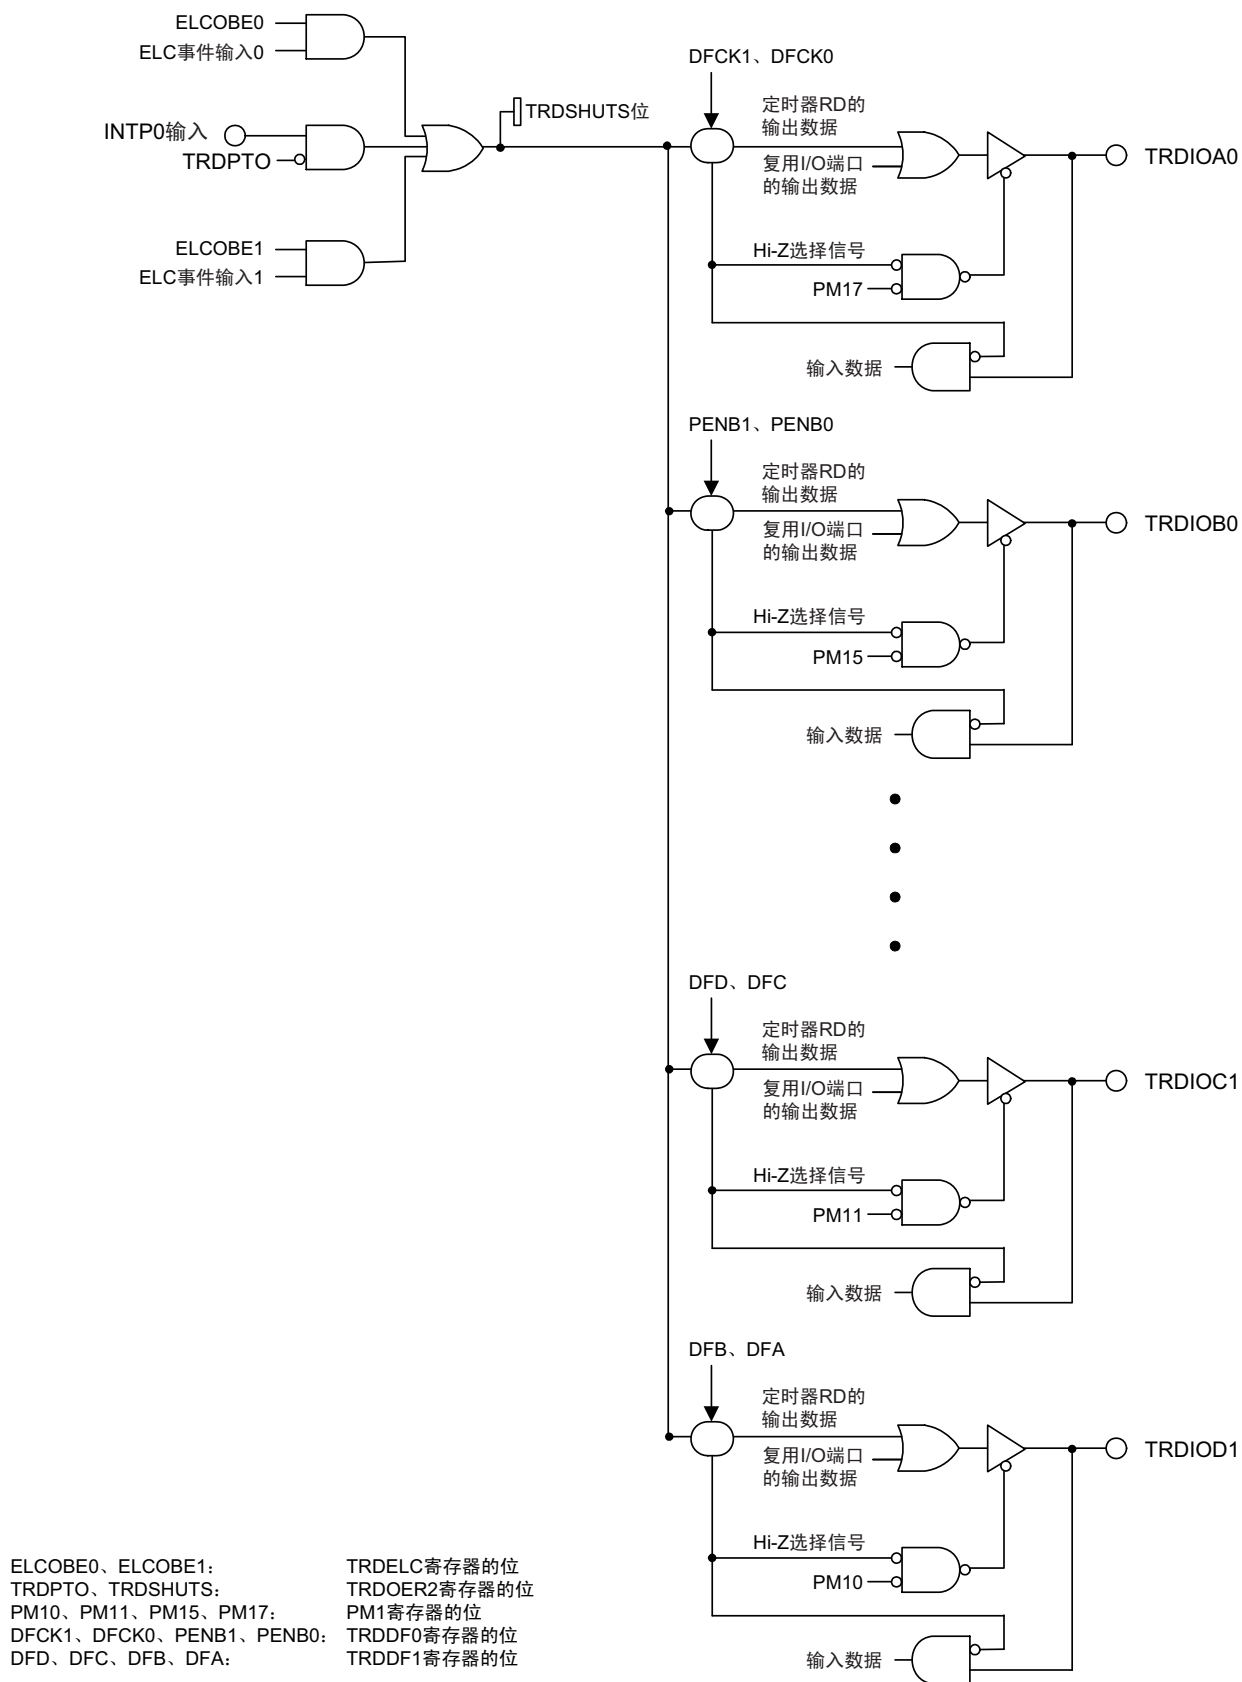 ELCOBE0
ELC事件输入0
INTP0输入
TRDPTO
ELCOBE1
ELC事件输入1
TRDSHUTS位
DFCK1、DFCK0
定时器RD的
输出数据
复用I/O端口
的输出数据
TRDIOA0
Hi-Z选择信号
PM17
输入数据
PENB1、PENB0
定时器RD的
输出数据
复用I/O端口
的输出数据
TRDIOB0
Hi-Z选择信号
PM15
输入数据
DFD、DFC
定时器RD的
输出数据
复用I/O端口
的输出数据
TRDIOC1
Hi-Z选择信号
PM11
输入数据
DFB、DFA
定时器RD的
输出数据
复用I/O端口
的输出数据
TRDIOD1
Hi-Z选择信号
PM10
输入数据
ELCOBE0、ELCOBE1： TRDELC寄存器的位
TRDPTO、TRDSHUTS： TRDOER2寄存器的位
PM10、PM11、PM15、PM17： PM1寄存器的位
DFCK1、DFCK0、PENB1、PENB0： TRDDF0寄存器的位
DFD、DFC、DFB、DFA： TRDDF1寄存器的位